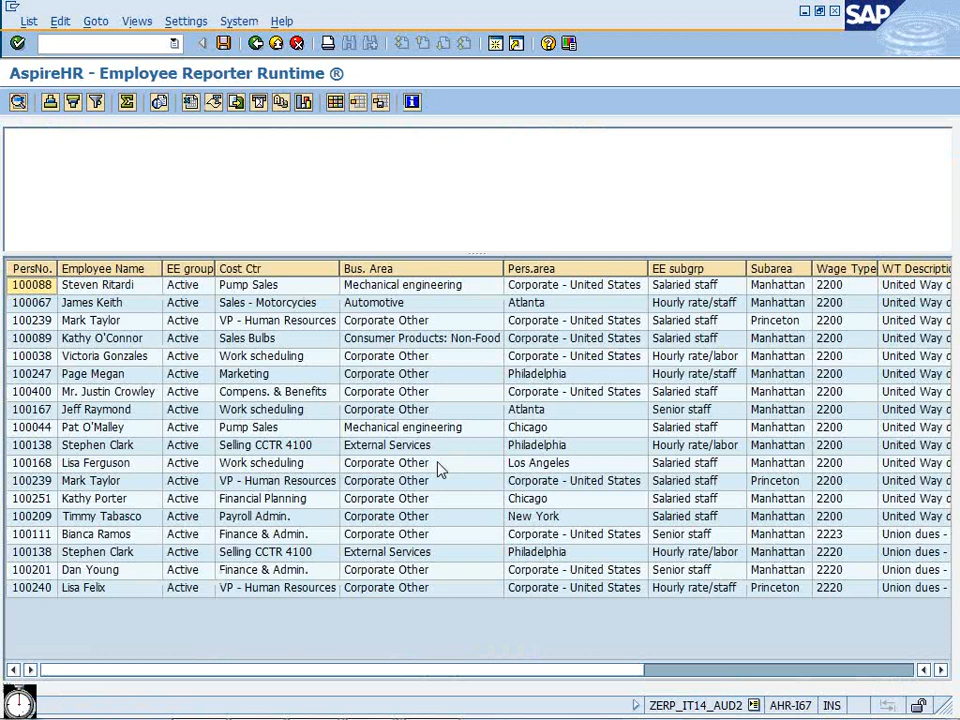 List Edit Goto Views Settings System Help
SAP
AspireHR - Employee Reporter Runtime ®
PersNo. Employee Name EE group Cost Ctr Bus. Area Pers.area EE subgrp Subarea Wage Type WT Descripti
100088 Steven Ritardi Active Pump Sales Mechanical engineering Corporate - United States Salaried staff Manhattan 2200 United Way d
100067 James Keith Active Sales - Motorcycies Automotive Atlanta Hourly rate/staff Manhattan 2200 United Way d
100239 Mark Taylor Active VP - Human Resources Corporate Other Corporate - United States Salaried staff Princeton 2200 United Way d
100089 Kathy O'Connor Active Sales Bulbs Consumer Products: Non-Food Corporate - United States Salaried staff Manhattan 2200 United Way d
100038 Victoria Gonzales Active Work scheduling Corporate Other Corporate - United States Hourly rate/labor Manhattan 2200 United Way d
100247 Page Megan Active Marketing Corporate Other Philadelphia Hourly rate/staff Manhattan 2200 United Way d
100400 Mr. Justin Crowley Active Compens. & Benefits Corporate Other Corporate - United States Salaried staff Manhattan 2200 United Way d
100167 Jeff Raymond Active Work scheduling Corporate Other Atlanta Senior staff Manhattan 2200 United Way d
100044 Pat O'Malley Active Pump Sales Mechanical engineering Chicago Salaried staff Manhattan 2200 United Way d
100138 Stephen Clark Active Selling CCTR 4100 External Services Philadelphia Hourly rate/labor Manhattan 2200 United Way d
100168 Lisa Ferguson Active Work scheduling Corporate Other Los Angeles Salaried staff Manhattan 2200 United Way d
100239 Mark Taylor Active VP - Human Resources Corporate Other Corporate - United States Salaried staff Princeton 2200 United Way d
100251 Kathy Porter Active Financial Planning Corporate Other Chicago Salaried staff Manhattan 2200 United Way d
100209 Timmy Tabasco Active Payroll Admin. Corporate Other New York Salaried staff Manhattan 2200 United Way d
100111 Bianca Ramos Active Finance & Admin. Corporate Other Corporate - United States Senior staff Manhattan 2223 Union dues -
100138 Stephen Clark Active Selling CCTR 4100 External Services Philadelphia Hourly rate/labor Manhattan 2220 Union dues -
100201 Dan Young Active Finance & Admin. Corporate Other Corporate - United States Senior staff Manhattan 2220 Union dues -
100240 Lisa Felix Active VP - Human Resources Corporate Other Corporate - United States Hourly rate/staff Princeton 2220 Union dues -
ZERP_IT14_AUD2 AHR-I67 INS